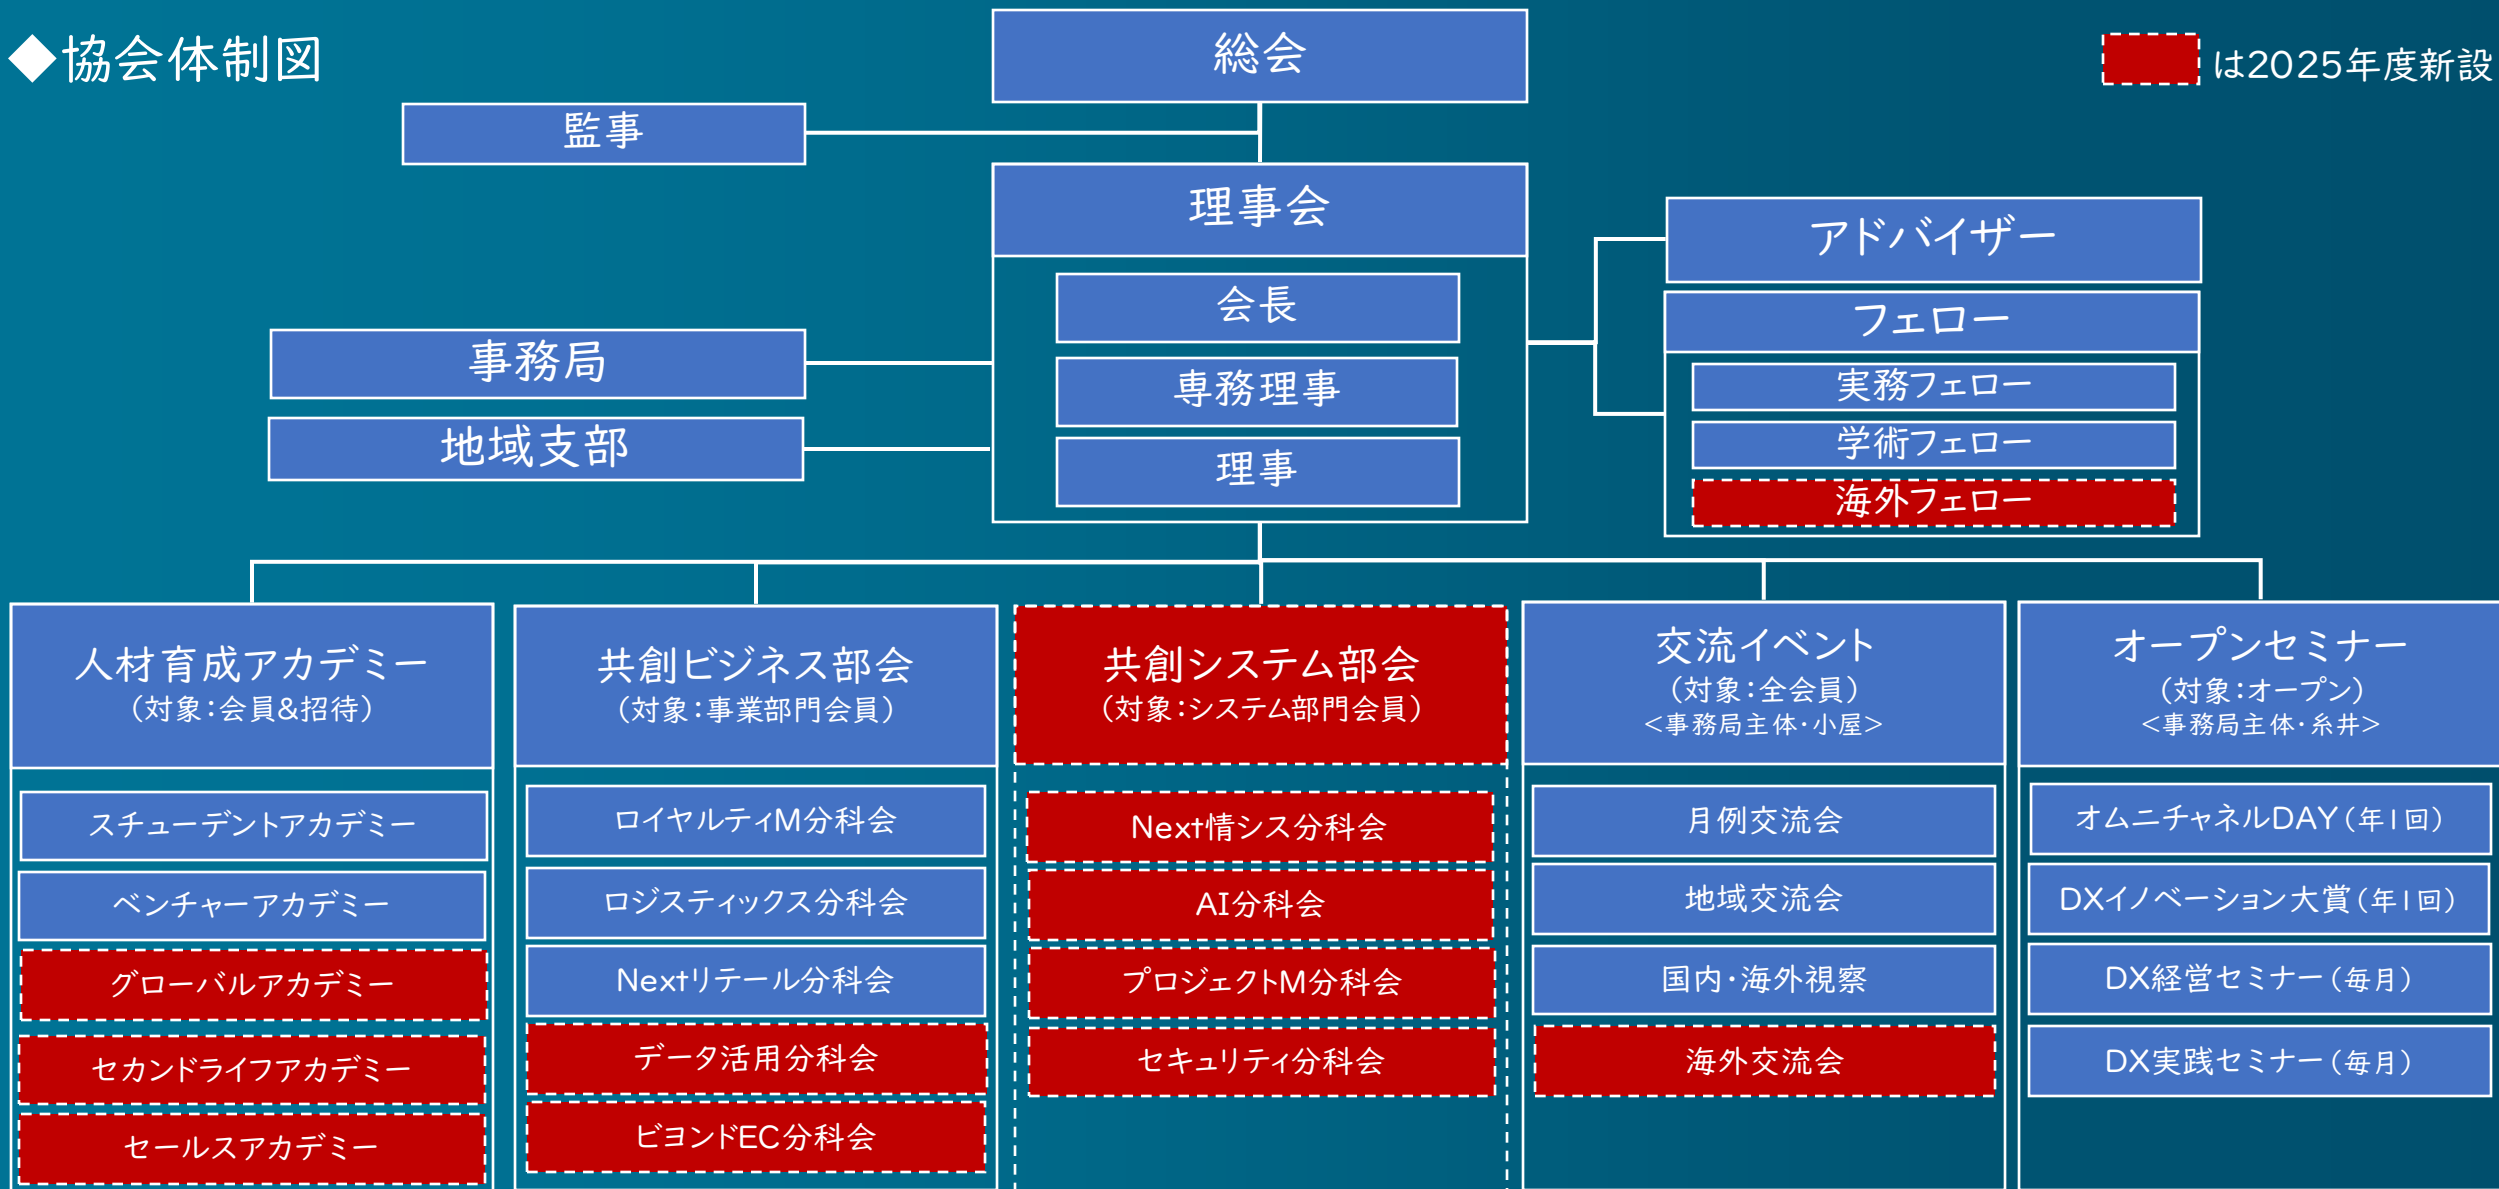 ◆協会体制図
は2025年度新設
総会
監事
理事会
会長
専務理事
理事
事務局
地域支部
アドバイザー
フェロー
実務フェロー
学術フェロー
海外フェロー
人材育成アカデミー
（対象：会員&招待）
スチューデントアカデミー
ベンチャーアカデミー
グローバルアカデミー
セカンドライフアカデミー
セールスアカデミー
共創ビジネス部会
（対象：事業部門会員）
ロイヤルティM分科会
ロジスティックス分科会
Nextリテール分科会
データ活用分科会
ビヨンドEC分科会
共創システム部会
（対象：システム部門会員）
Next情シス分科会
AI分科会
プロジェクトM分科会
セキュリティ分科会
交流イベント
（対象：全会員）
<事務局主体・小屋>
月例交流会
地域交流会
国内・海外視察
海外交流会
オープンセミナー
（対象：オープン）
<事務局主体・糸井>
オムニチャネルDAY（年1回）
DXイノベーション大賞（年1回）
DX経営セミナー（毎月）
DX実践セミナー（毎月）